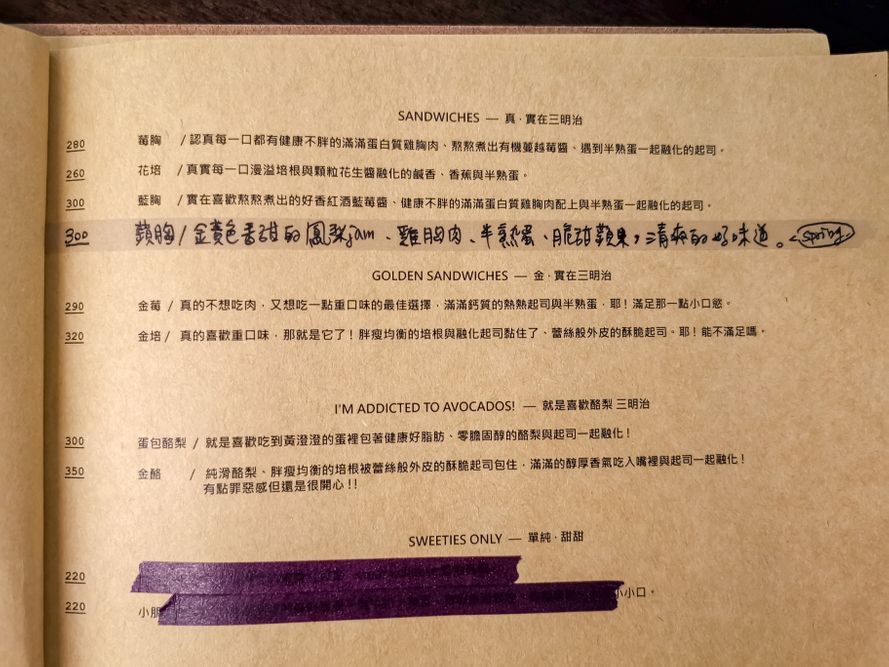 SANDWICHES — 真·實在三明治
280 莓胸 /認真每一口都有健康不胖的滿滿蛋白質雞胸肉、熬熬煮出有機蔓越莓醬、遇到半熟蛋一起融化的起司。
260 花培 /真實每一口漫溢培根與顆粒花生醬融化的鹹香、香蕉與半熟蛋。
300 藍胸 /實在喜歡熬熬煮出的好香紅酒藍莓醬、健康不胖的滿滿蛋白質雞胸肉配上與半熟蛋一起融化的起司。
300 蘋胸/金黃色香甜的鳳梨jam、雞胸肉、半熟蛋、脆甜蘋果,清爽的好味道。<spring
GOLDEN SANDWICHES — 金·實在三明治
290 金莓 / 真的不想吃肉,又想吃一點重口味的最佳選擇,滿滿鈣質的熱熱起司與半熟蛋,耶!滿足那一點小口慾。
320 金培 / 真的喜歡重口味,那就是它了!胖瘦均衡的培根與融化起司黏住了、蕾絲般外皮的酥脆起司。耶!能不滿足嗎。
I'M ADDICTED TO AVOCADOS! — 就是喜歡酪梨 三明治
300 蛋包酪梨 / 就是喜歡吃到黃澄澄的蛋裡包著健康好脂肪、零膽固醇的酪梨與起司一起融化!
350 金酪 / 純滑酪梨、胖瘦均衡的培根被蕾絲般外皮的酥脆起司包住,滿滿的醇厚香氣吃入嘴裡與起司一起融化!
有點罪惡感但還是很開心!!
SWEETIES ONLY — 單純·甜甜
220
220 小 小小口。